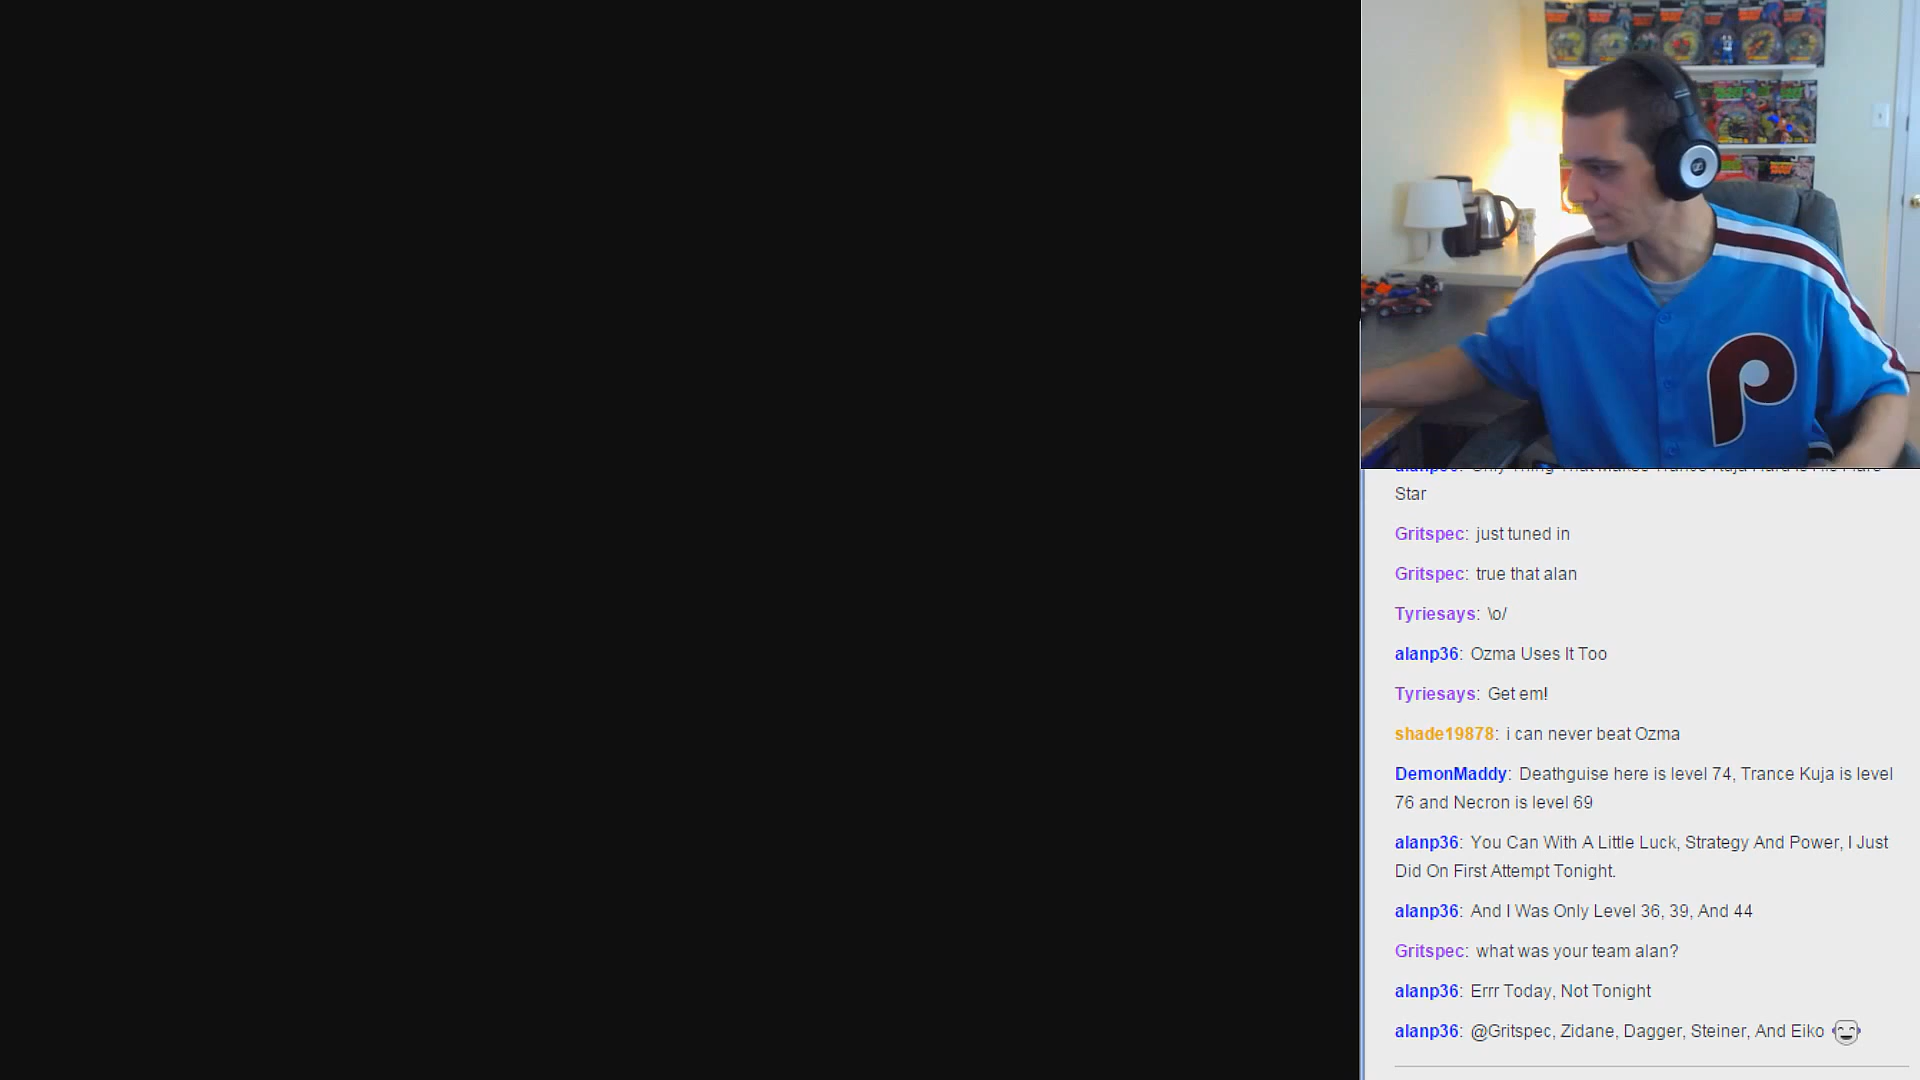 Star
Gritspec: just tuned in
Gritspec: true that alan
Tyriesays: \o/
alanp36: Ozma Uses It Too
Tyriesays: Get em!
shade19878: i can never beat Ozma
DemonMaddy: Deathguise here is level 74, Trance Kuja is level
76 and Necron is level 69
alanp36: You Can With A Little Luck, Strategy And Power, I Just
Did On First Attempt Tonight.
alanp36: And I Was Only Level 36, 39, And 44
Gritspec: what was your team alan?
alanp36: Errr Today, Not Tonight
alanp36: @Gritspec, Zidane, Dagger, Steiner, And Eiko